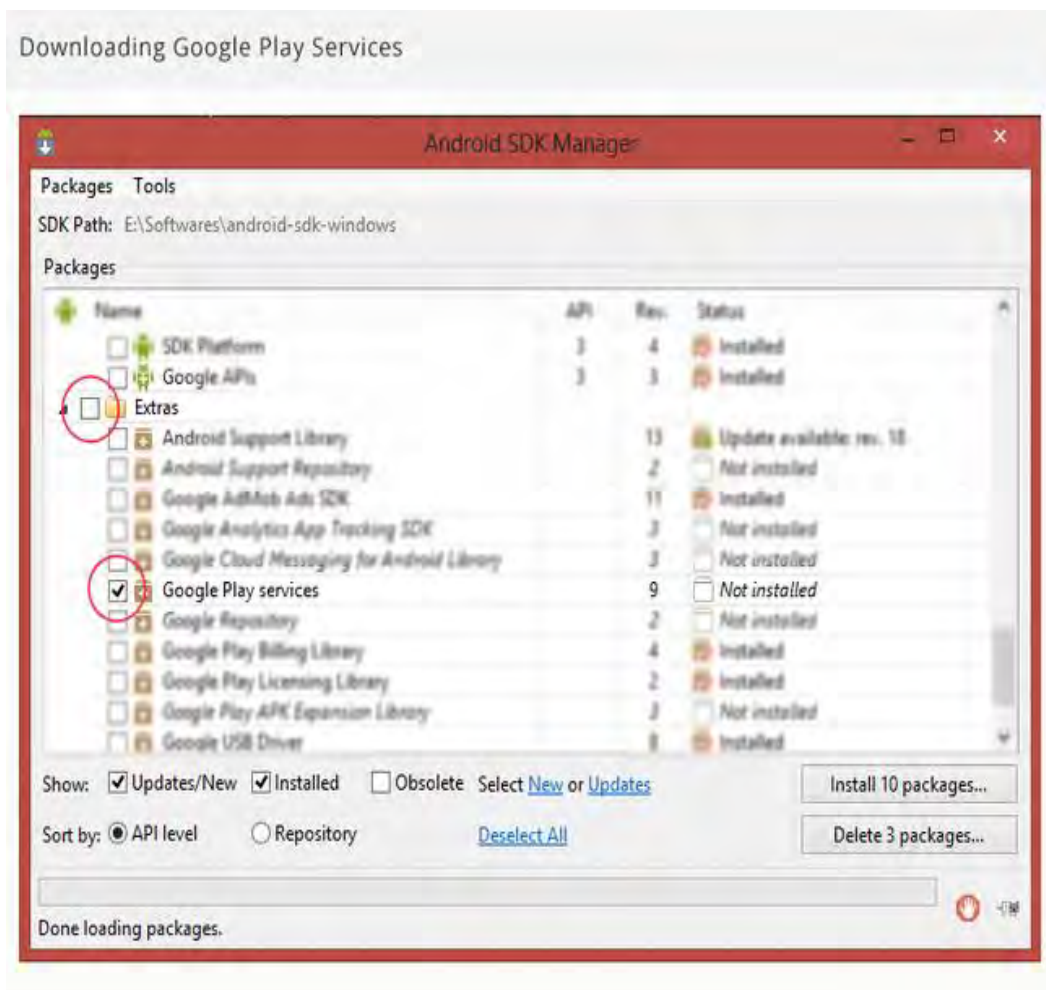 Downloading Google Play Services
Android SDK Manager
Packages Tools
SDK Path: E:\Softwares\android-sdk-windows
Packages
Name API Rev. Status
SDK Platform 3 4 Installed
Google APIs 3 3 Installed
Extras
Android Support Library 13 Update available: rev. 18
Android Support Repository 2 Not installed
Google AdMob Ads SDK 11 Installed
Google Analytics App Tracking SDK 3 Not installed
Google Cloud Messaging for Android Library 3 Not installed
Google Play services 9 Not installed
Google Repository 2 Not installed
Google Play Billing Library 4 Installed
Google Play Licensing Library 2 Installed
Google Play APK Expansion Library 3 Not installed
Google USB Driver 8 Installed
Show: Updates/New Installed Obsolete Select New or Updates Install 10 packages...
Sort by: API level Repository Deselect All Delete 3 packages...
Done loading packages.